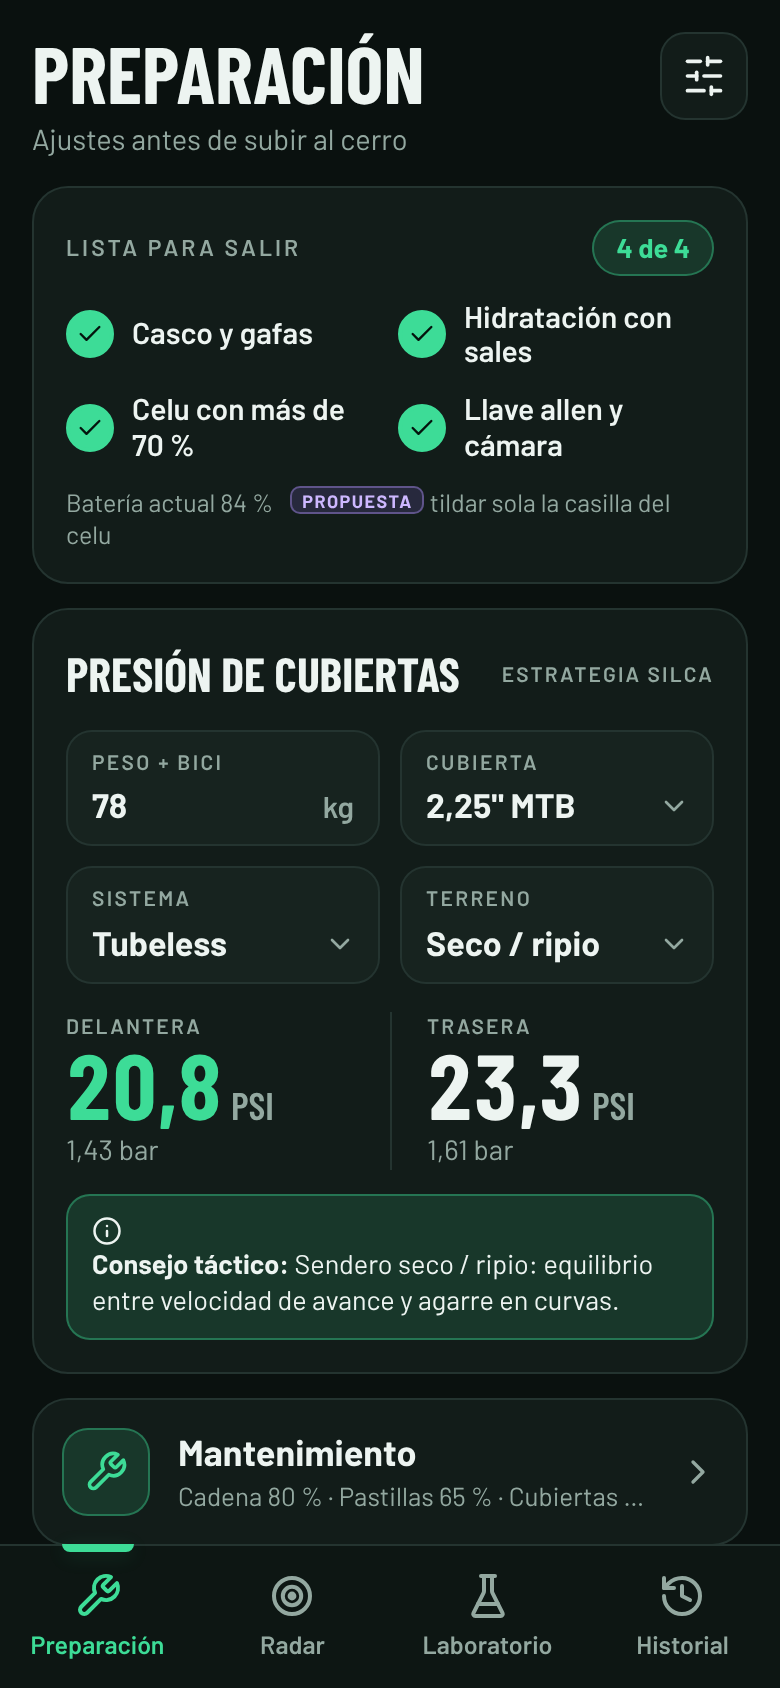 PREPARACIÓN
Ajustes antes de subir al cerro
LISTA PARA SALIR
4 de 4
Casco y gafas
Hidratación con
sales
Celu con más de
70 %
Llave allen y
cámara
Batería actual 84 % PROPUESTA tildar sola la casilla del
celu
PRESIÓN DE CUBIERTAS
ESTRATEGIA SILCA
PESO + BICI
78 kg
CUBIERTA
2,25" MTB
SISTEMA
Tubeless
TERRENO
Seco / ripio
DELANTERA
20,8 PSI
1,43 bar
TRASERA
23,3 PSI
1,61 bar
Consejo táctico: Sendero seco / ripio: equilibrio
entre velocidad de avance y agarre en curvas.
Mantenimiento
Cadena 80 % · Pastillas 65 % · Cubiertas ...
Preparación
Radar
Laboratorio
Historial